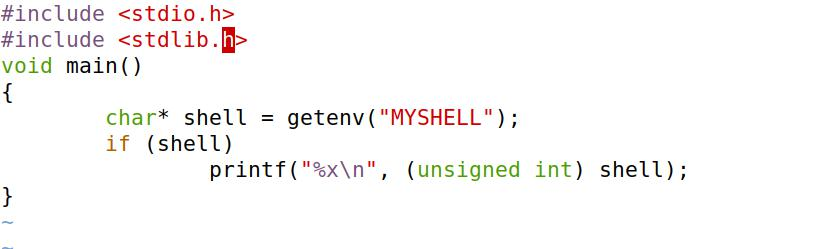 #include <stdio.h>
#include <stdlib.h>
void main()
{
        char* shell = getenv("MYSHELL");
        if (shell)
                printf("%x\n", (unsigned int) shell);
}
~
~